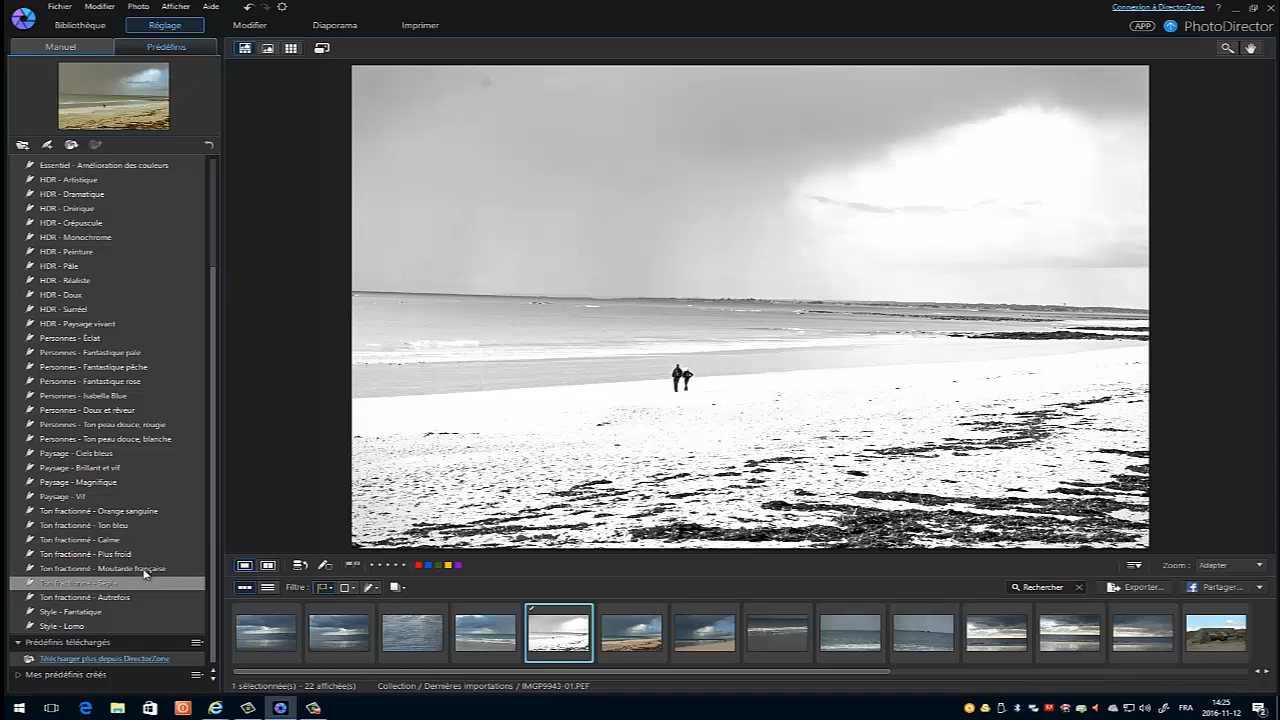 Fichier Modifier Photo Afficher Aide
Connexion à DirectorZone
Bibliothèque Réglage Modifier Diaporama Imprimer
APP PhotoDirector
Manuel Prédéfinis
Essentiel - Amélioration des couleurs
HDR - Artistique
HDR - Dramatique
HDR - Onirique
HDR - Crépuscule
HDR - Monochrome
HDR - Peinture
HDR - Pâle
HDR - Réaliste
HDR - Doux
HDR - Surréel
HDR - Paysage vivant
Personnes - Éclat
Personnes - Fantastique pale
Personnes - Fantastique pêche
Personnes - Fantastique rose
Personnes - Isabella Blue
Personnes - Doux et rêveur
Personnes - Ton peau douce, rougie
Personnes - Ton peau douce, blanche
Paysage - Ciels bleus
Paysage - Brillant et vif
Paysage - Magnifique
Paysage - Vif
Ton fractionné - Orange sanguine
Ton fractionné - Ton bleu
Ton fractionné - Calme
Ton fractionné - Plus froid
Ton fractionné - Moutarde française
Ton fractionné - Sépia
Ton fractionné - Autrefois
Style - Fantatique
Style - Lomo
Prédéfinis téléchargés
Télécharger plus depuis DirectorZone
Mes prédéfinis créés
Zoom : Adapter
Filtre : Rechercher Exporter... Partager...
1 sélectionnée(s) - 22 affichée(s) Collection / Dernières importations / IMGP9943-01.PEF
FRA
14:25
2016-11-12